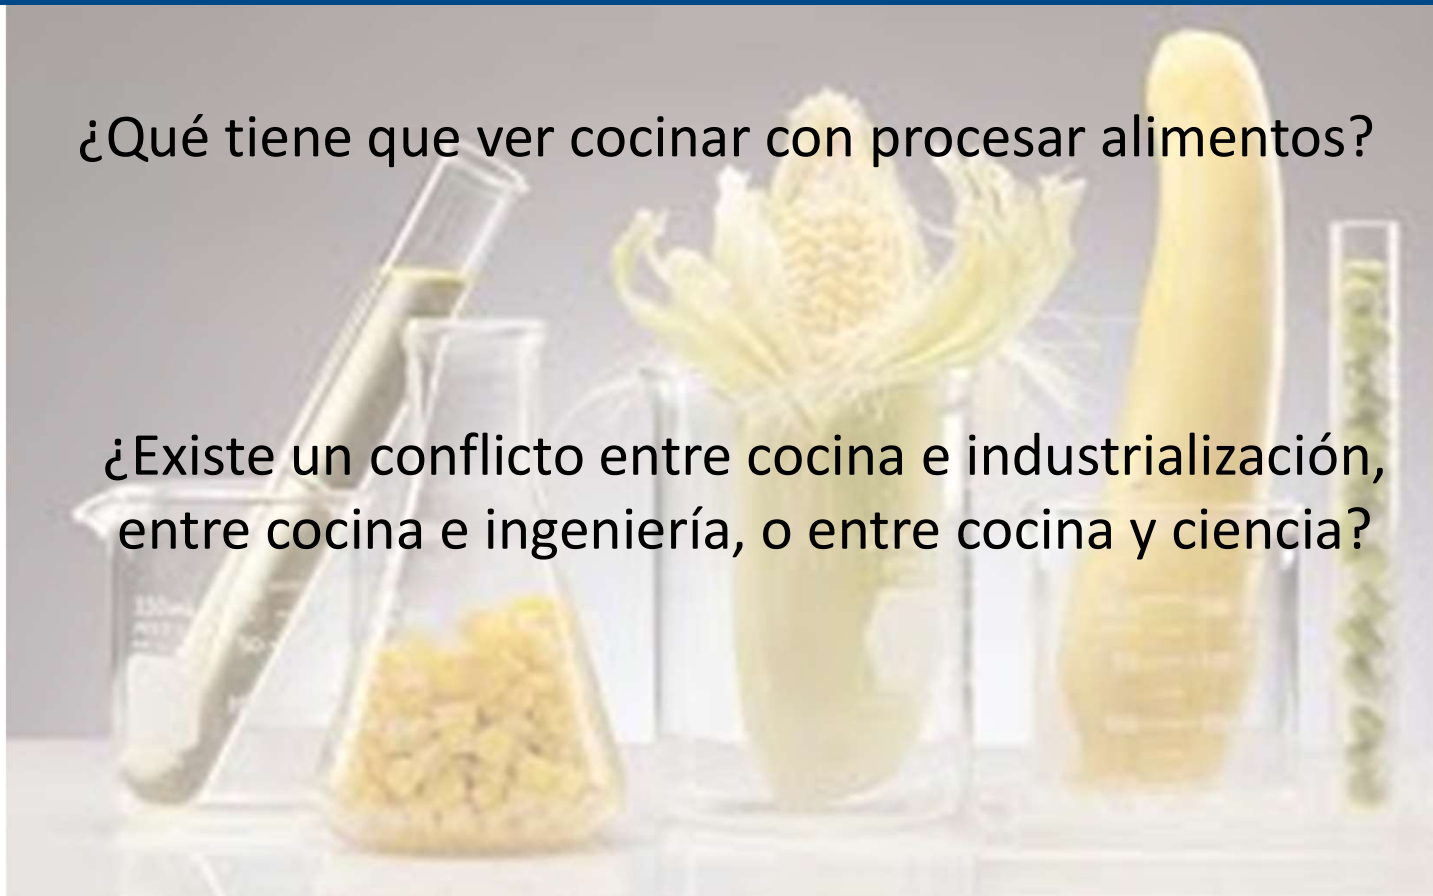 ¿Qué tiene que ver cocinar con procesar alimentos?
¿Existe un conflicto entre cocina e industrialización,
entre cocina e ingeniería, o entre cocina y ciencia?